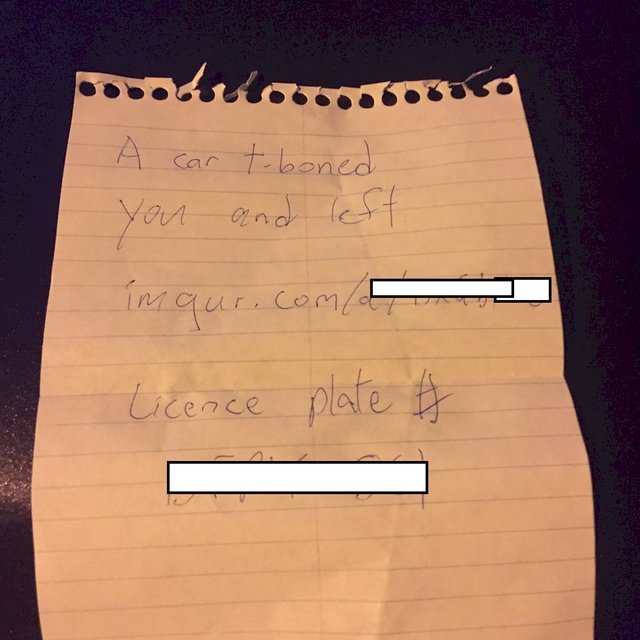 A car t-boned
you and left
imgur.com/a/
Licence plate #